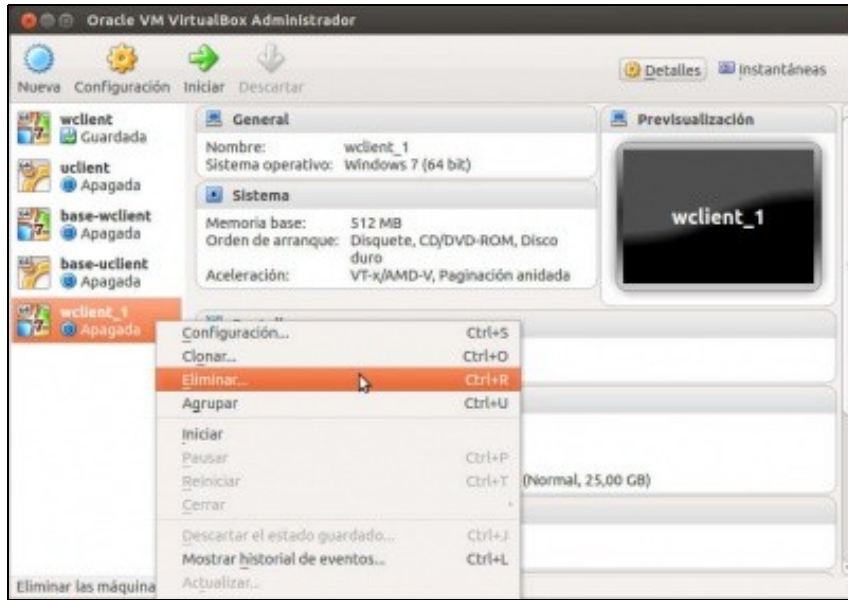 Oracle VM VirtualBox Administrador
Nueva Configuración Iniciar Descartar
Detalles Instantáneas
wclient
Guardada
uclient
Apagada
base-wclient
Apagada
base-uclient
Apagada
wclient_1
Apagada
General
Nombre: wclient_1
Sistema operativo: Windows 7 (64 bit)
Sistema
Memoria base: 512 MB
Orden de arranque: Disquete, CD/DVD-ROM, Disco
duro
Aceleración: VT-x/AMD-V, Paginación anidada
Previsualización
wclient_1
Configuración... Ctrl+S
Clonar... Ctrl+O
Eliminar... Ctrl+R
Agrupar Ctrl+U
Iniciar
Pausar Ctrl+P
Reiniciar Ctrl+T
Cerrar
Descartar el estado guardado... Ctrl+J
Mostrar historial de eventos... Ctrl+L
Actualizar...
(Normal, 25,00 GB)
Eliminar las máquina